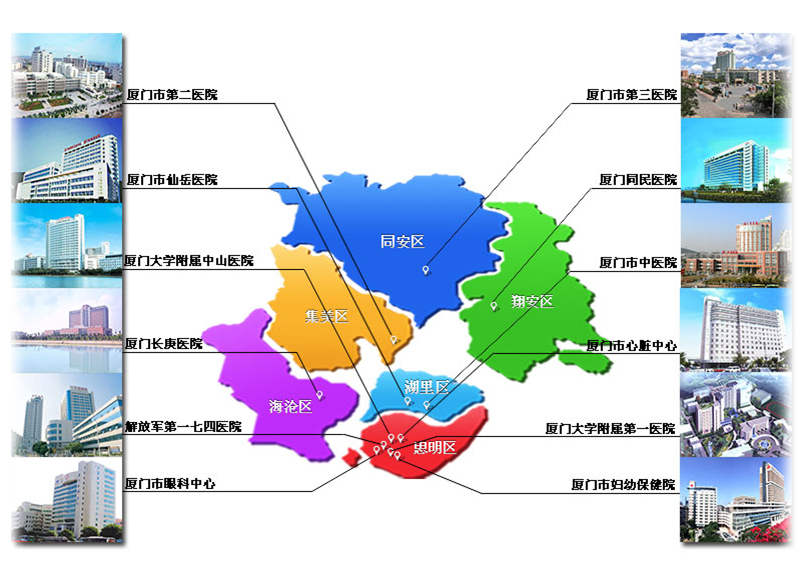 厦门市第二医院
厦门市第三医院
厦门市仙岳医院
厦门同民医院
同安区
厦门大学附属中山医院
厦门市中医院
翔安区
集美区
厦门长庚医院
厦门市心脏中心
湖里区
海沧区
解放军第一七四医院
厦门大学附属第一医院
思明区
厦门市眼科中心
厦门市妇幼保健院